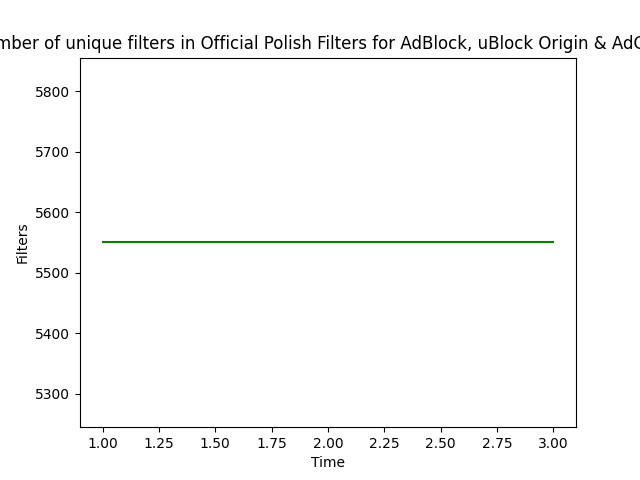 mber of unique filters in Official Polish Filters for AdBlock, uBlock Origin & AdG
5800
5700
5600
5500
5400
5300
Filters
1.00 1.25 1.50 1.75 2.00 2.25 2.50 2.75 3.00
Time